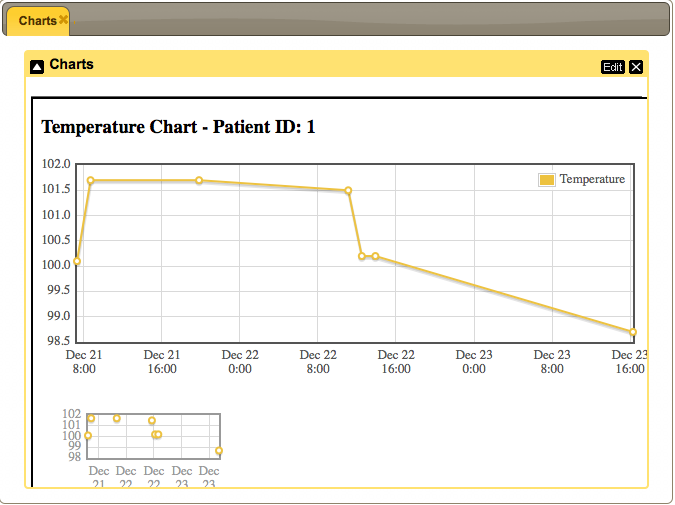 Charts
Charts
Edit
Temperature Chart - Patient ID: 1
102.0
101.5
101.0
100.5
100.0
99.5
99.0
98.5
Temperature
Dec 21 Dec 21 Dec 22 Dec 22 Dec 22 Dec 23 Dec 23 Dec 23
8:00 16:00 0:00 8:00 16:00 0:00 8:00 16:00
102
101
100
99
98
Dec Dec Dec Dec Dec
21 22 22 23 23